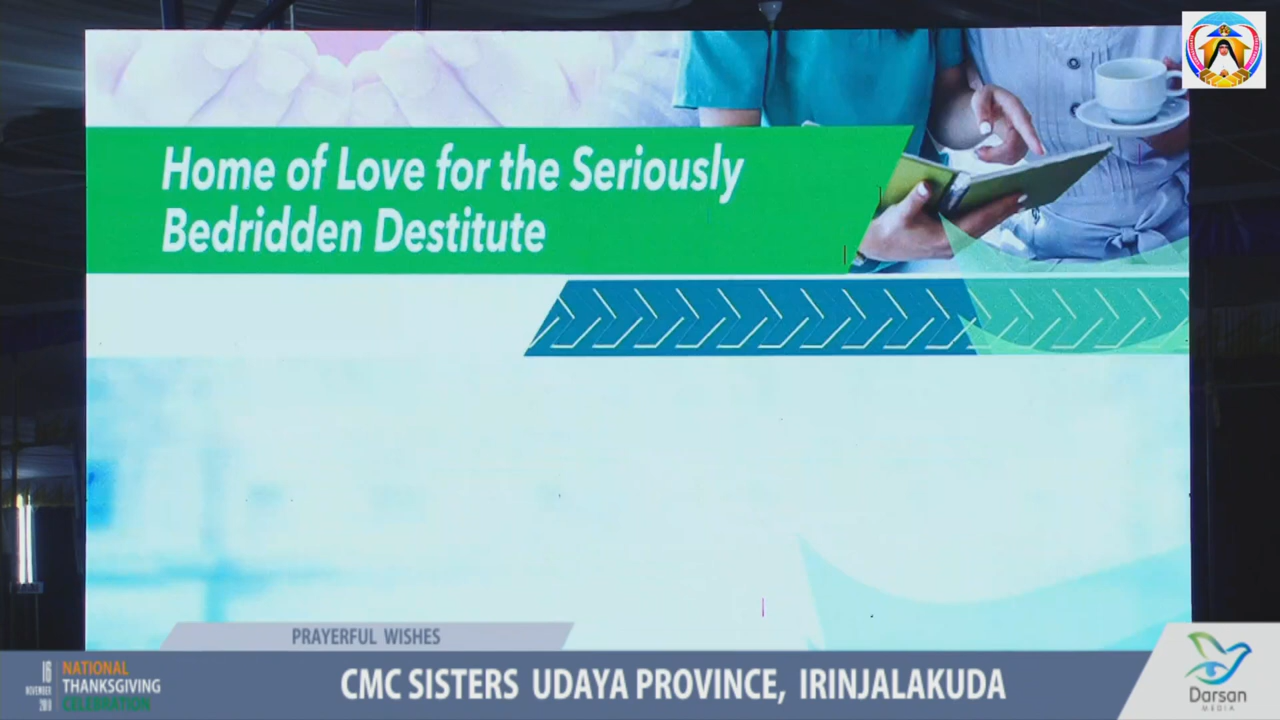 Home of Love for the Seriously
Bedridden Destitute
PRAYERFUL WISHES
16
NOVEMBER
NATIONAL
THANKSGIVING
CELEBRATION
CMC SISTERS UDAYA PROVINCE, IRINJALAKUDA
Darsan
MEDIA